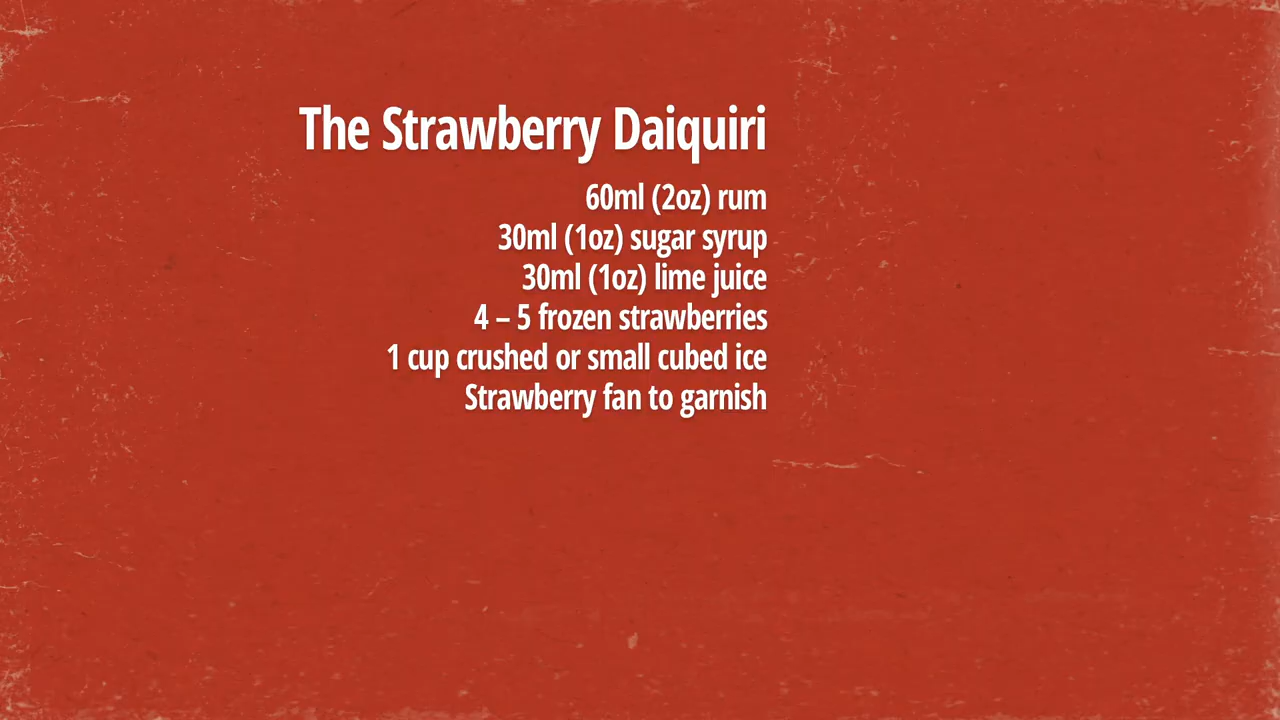 The Strawberry Daiquiri
60ml (2oz) rum
30ml (1oz) sugar syrup
30ml (1oz) lime juice
4 – 5 frozen strawberries
1 cup crushed or small cubed ice
Strawberry fan to garnish